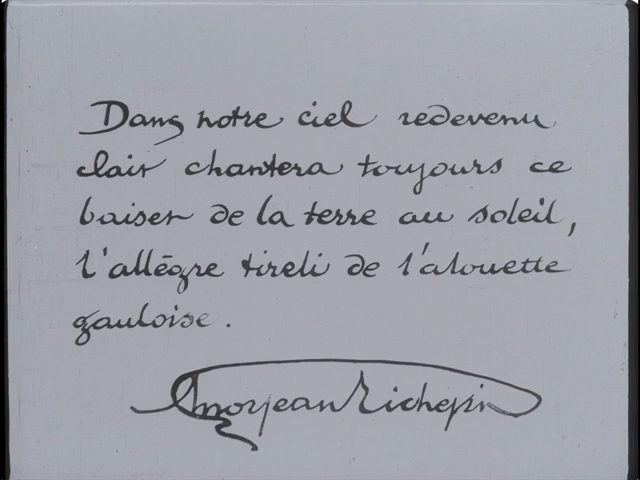 Dans notre ciel redevenu
clair chantera toujours ce
baiser de la terre au soleil,
l'allègre tireli de l'alouette
gauloise.
Jean Richepin